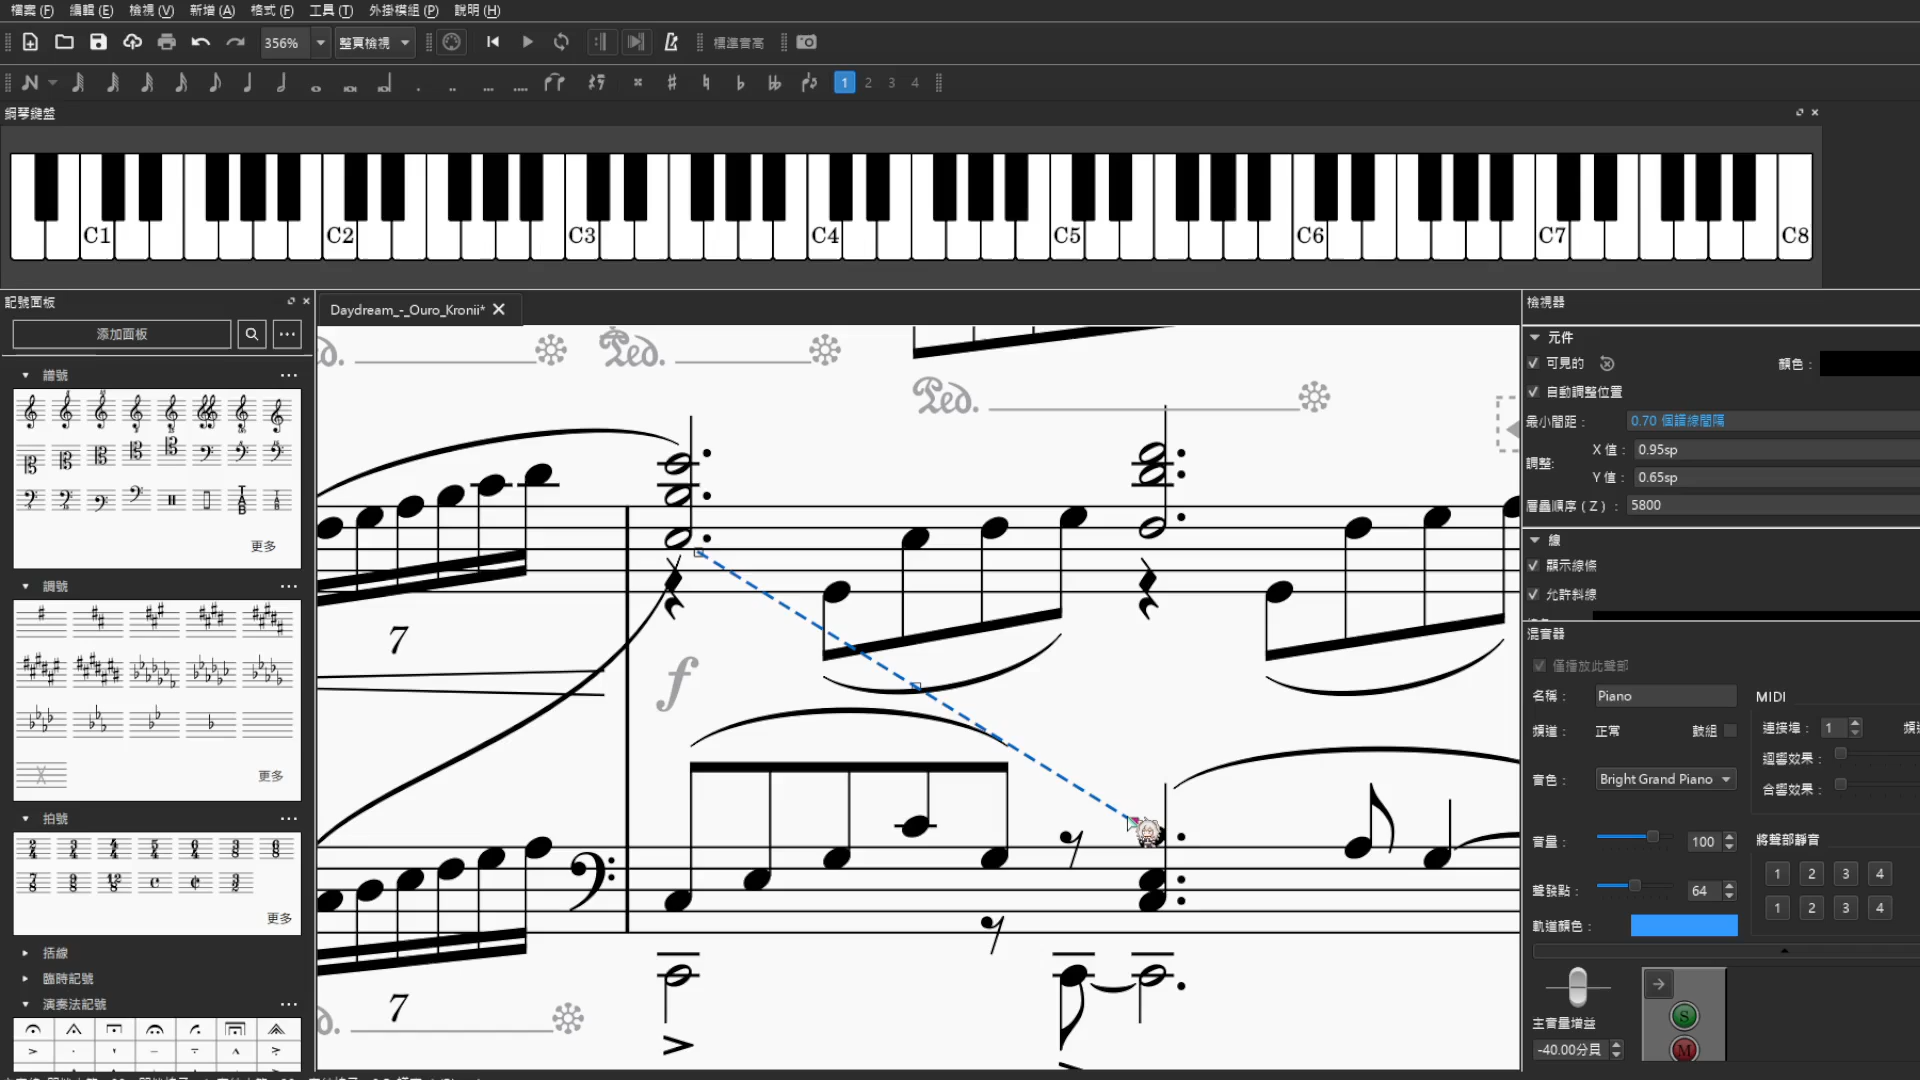 檔案 (F) 編輯 (E) 檢視 (V) 新增 (A) 格式 (F) 工具 (T) 外掛模組 (P) 說明 (H)
356% 整頁檢視 標準音高
1 2 3 4
鋼琴鍵盤
C1 C2 C3 C4 C5 C6 C7 C8
記號面板
添加面板
譜號
更多
調號
更多
拍號
更多
括線
臨時記號
演奏法記號
Daydream_-_Ouro_Kronii*
7
f
7
檢視器
元件
可見的
顏色：
自動調整位置
最小間距： 0.70 個譜線間隔
調整: X 值： 0.95sp
Y 值： 0.65sp
層疊順序 ( Z )： 5800
線
顯示線條
允許斜線
混音器
僅播放此聲部
名稱： Piano MIDI
頻道： 正常 鼓組 連接埠： 1
迴響效果：
音色： Bright Grand Piano
合響效果：
音量： 100 將聲部靜音
1 2 3 4
聲發點： 64
1 2 3 4
軌道顏色：
主音量增益
-40.00分貝
S
M